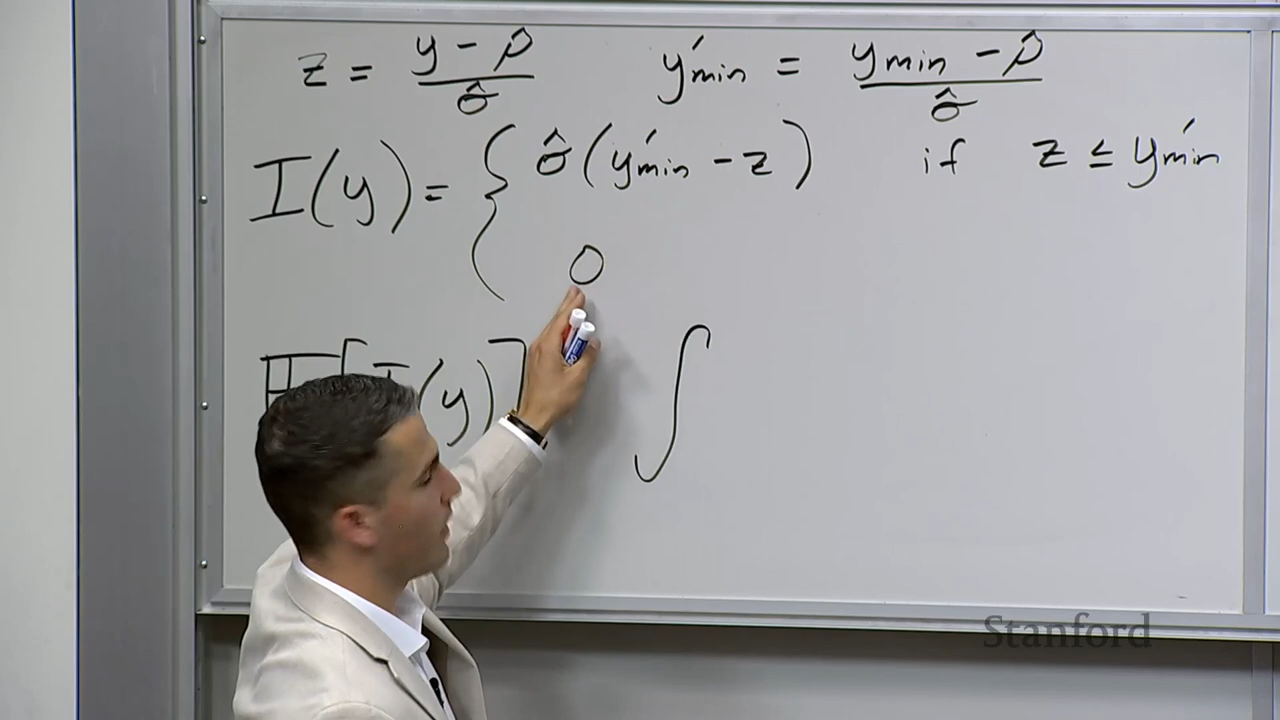 z = (y - μ̂)/σ̂ y′min = (ymin - μ̂)/σ̂
I(y) = { σ̂(y′min - z) if z ≤ y′min
0
𝔼[I(y)] ∫
Stanford